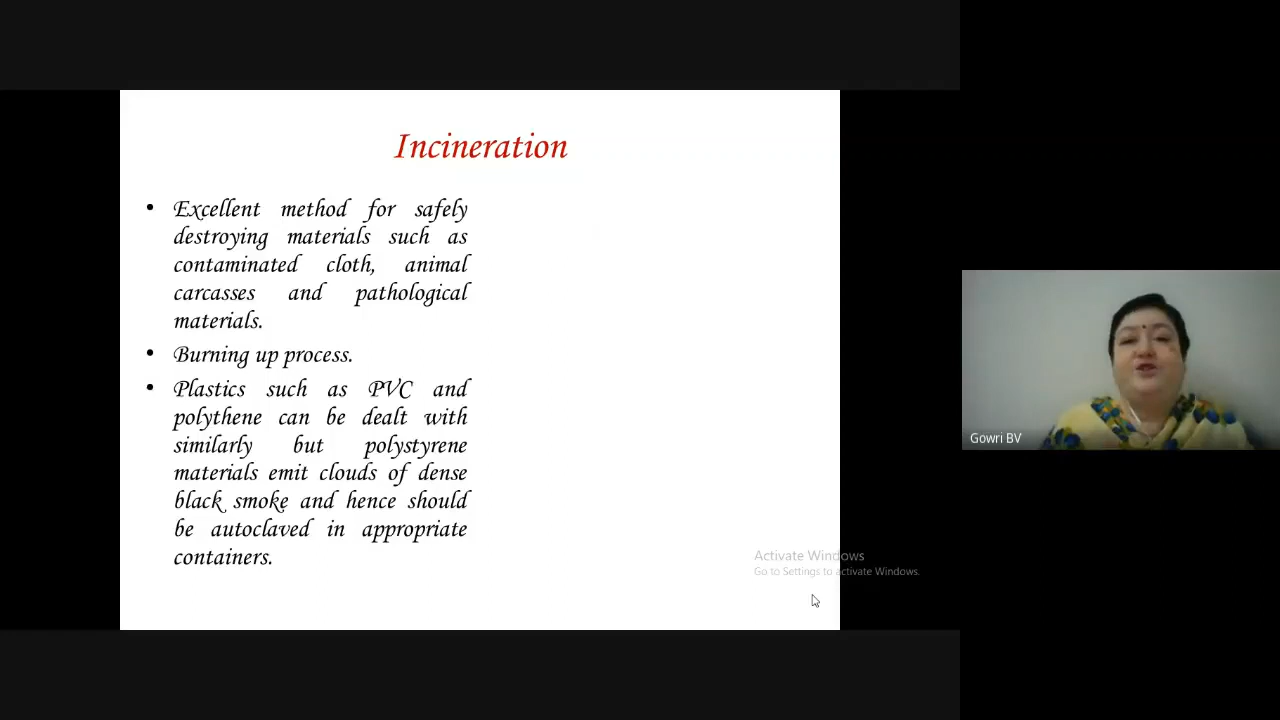 Incineration
• Excellent method for safely
destroying materials such as
contaminated cloth, animal
carcasses and pathological
materials.
• Burning up process.
• Plastics such as PVC and
polythene can be dealt with
similarly but polystyrene
materials emit clouds of dense
black smoke and hence should
be autoclaved in appropriate
containers.
Activate Windows
Go to Settings to activate Windows.
Gowri BV